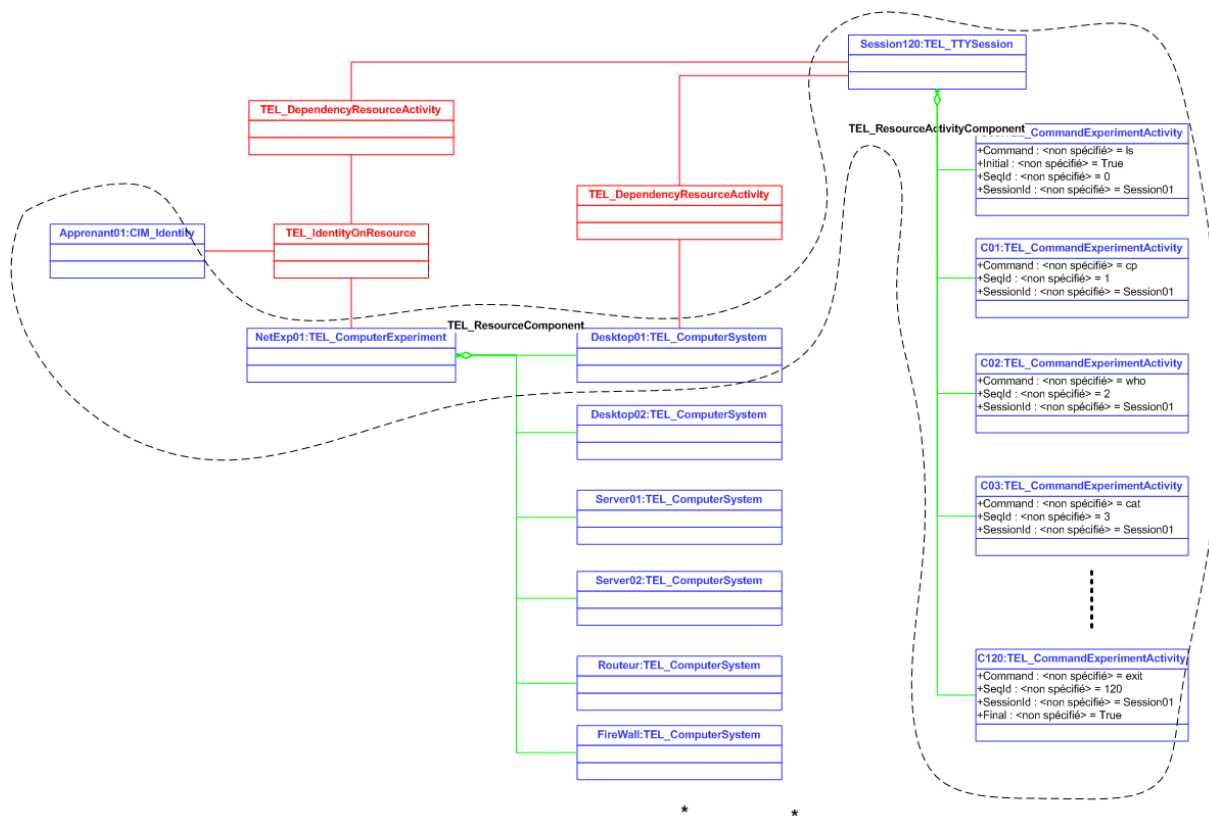 Session120:TEL_TTYSession
TEL_DependencyResourceActivity
TEL_ResourceActivityComponent
TEL_CommandExperimentActivity
+Command : <non spécifié> = ls
+Initial : <non spécifié> = True
+SeqId : <non spécifié> = 0
+SessionId : <non spécifié> = Session01
TEL_DependencyResourceActivity
Apprenant01:CIM_Identity
TEL_IdentityOnResource
C01:TEL_CommandExperimentActivity
+Command : <non spécifié> = cp
+SeqId : <non spécifié> = 1
+SessionId : <non spécifié> = Session01
TEL_ResourceComponent
NetExp01:TEL_ComputerExperiment
Desktop01:TEL_ComputerSystem
C02:TEL_CommandExperimentActivity
+Command : <non spécifié> = who
+SeqId : <non spécifié> = 2
+SessionId : <non spécifié> = Session01
Desktop02:TEL_ComputerSystem
C03:TEL_CommandExperimentActivity
+Command : <non spécifié> = cat
+SeqId : <non spécifié> = 3
+SessionId : <non spécifié> = Session01
Server01:TEL_ComputerSystem
Server02:TEL_ComputerSystem
Routeur:TEL_ComputerSystem
C120:TEL_CommandExperimentActivity
+Command : <non spécifié> = exit
+SeqId : <non spécifié> = 120
+SessionId : <non spécifié> = Session01
+Final : <non spécifié> = True
FireWall:TEL_ComputerSystem
* *